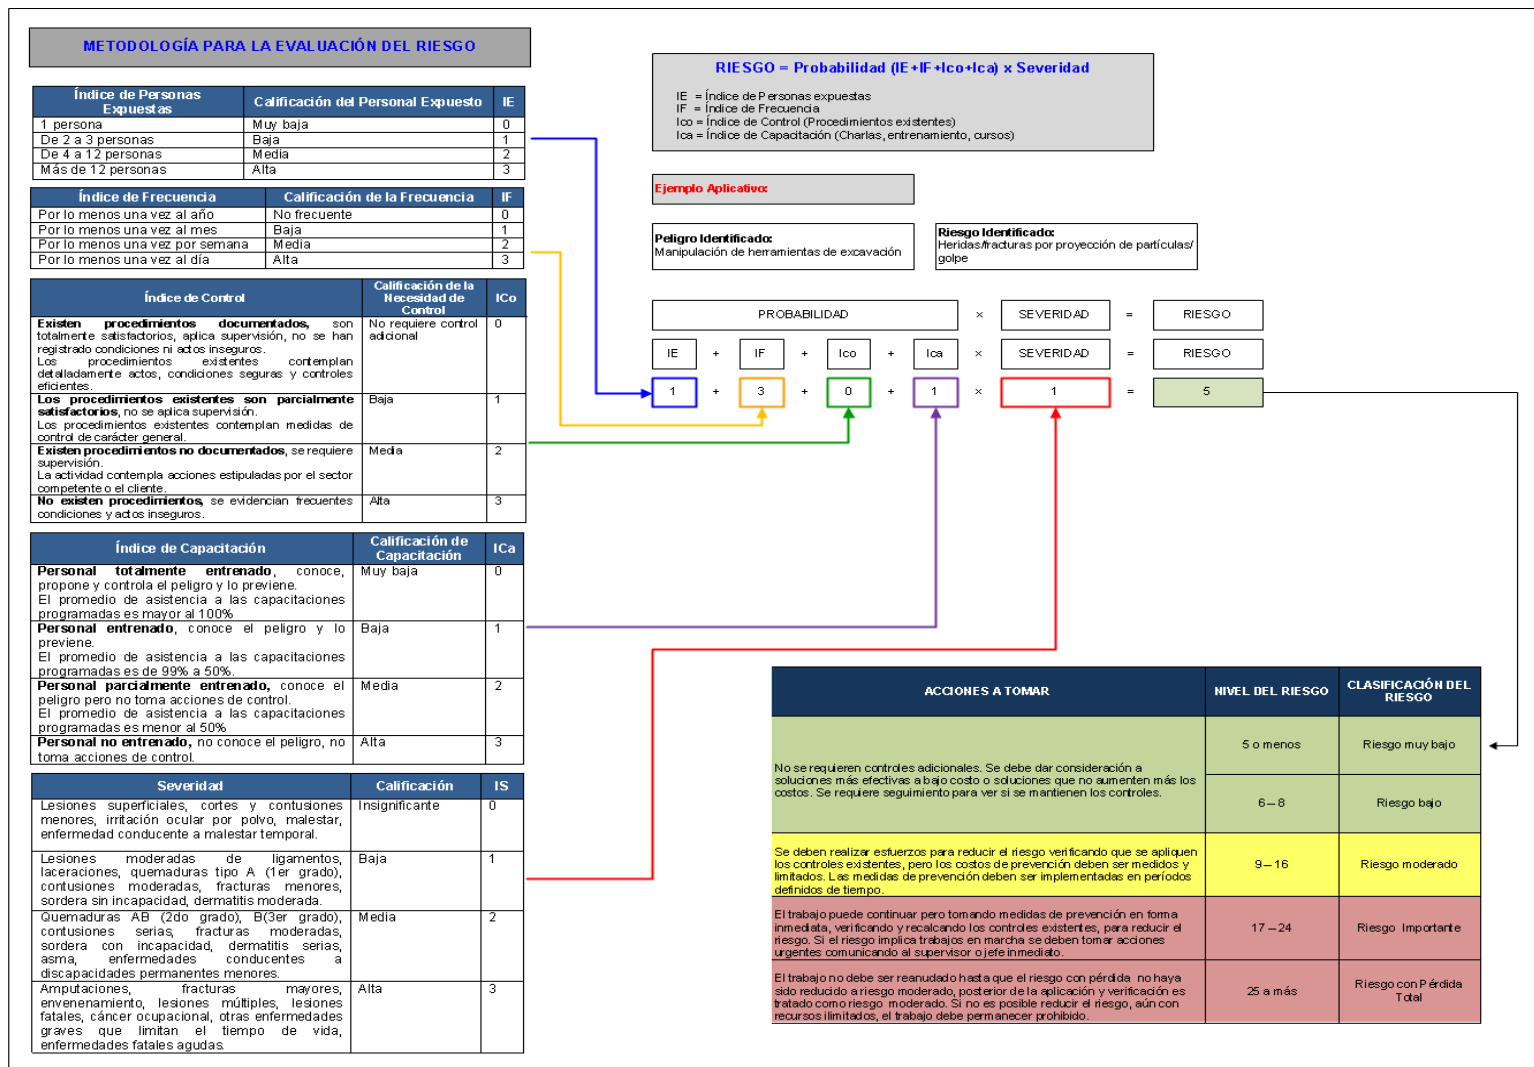 METODOLOGÍA PARA LA EVALUACIÓN DEL RIESGO
Índice de Personas Expuestas | Calificación del Personal Expuesto | IE
1 persona | Muy baja | 0
De 2 a 3 personas | Baja | 1
De 4 a 12 personas | Media | 2
Más de 12 personas | Alta | 3
Índice de Frecuencia | Calificación de la Frecuencia | IF
Por lo menos una vez al año | No frecuente | 0
Por lo menos una vez al mes | Baja | 1
Por lo menos una vez por semana | Media | 2
Por lo menos una vez al día | Alta | 3
Índice de Control | Calificación de la Necesidad de Control | ICo
Existen procedimientos documentados, son
totalmente satisfactorios, aplica supervisión, no se han
registrado condiciones ni actos inseguros.
Los procedimientos existentes contemplan
detalladamente actos, condiciones seguras y controles
eficientes.
No requiere control
adicional
0
Los procedimientos existentes son parcialmente
satisfactorios, no se aplica supervisión.
Los procedimientos existentes contemplan medidas de
control de carácter general.
Baja
1
Existen procedimientos no documentados, se requiere
supervisión.
La actividad contempla acciones estipuladas por el sector
competente o el cliente.
Media
2
No existen procedimientos, se evidencian frecuentes
condiciones y actos inseguros.
Alta
3
Índice de Capacitación | Calificación de Capacitación | ICa
Personal totalmente entrenado, conoce,
propone y controla el peligro y lo previene.
El promedio de asistencia a las capacitaciones
programadas es mayor al 100%
Muy baja
0
Personal entrenado, conoce el peligro y lo
previene.
El promedio de asistencia a las capacitaciones
programadas es de 99% a 50%.
Baja
1
Personal parcialmente entrenado, conoce el
peligro pero no toma acciones de control.
El promedio de asistencia a las capacitaciones
programadas es menor al 50%
Media
2
Personal no entrenado, no conoce el peligro, no
toma acciones de control.
Alta
3
Severidad | Calificación | IS
Lesiones superficiales, cortes y contusiones
menores, irritación ocular por polvo, malestar,
enfermedad conducente a malestar temporal.
Insignificante
0
Lesiones moderadas de ligamentos,
laceraciones, quemaduras tipo A (1er grado),
contusiones moderadas, fracturas menores,
sordera sin incapacidad, dermatitis moderada.
Baja
1
Quemaduras AB (2do grado), B(3er grado),
contusiones serias, fracturas moderadas,
sordera con incapacidad, dermatitis serias,
asma, enfermedades conducentes a
discapacidades permanentes menores.
Media
2
Amputaciones, fracturas mayores,
envenenamiento, lesiones múltiples, lesiones
fatales, cáncer ocupacional, otras enfermedades
graves que limitan el tiempo de vida,
enfermedades fatales agudas.
Alta
3
RIESGO = Probabilidad (IE+IF+Ico+Ica) x Severidad
IE = Índice de Personas expuestas
IF = Índice de Frecuencia
Ico = Índice de Control (Procedimientos existentes)
Ica = Índice de Capacitación (Charlas, entrenamiento, cursos)
Ejemplo Aplicativo:
Peligro Identificado:
Manipulación de herramientas de excavación
Riesgo Identificado:
Heridas/fracturas por proyección de partículas/
golpe
PROBABILIDAD x SEVERIDAD = RIESGO
IE + IF + Ico + Ica x SEVERIDAD = RIESGO
1 + 3 + 0 + 1 x 1 = 5
ACCIONES A TOMAR | NIVEL DEL RIESGO | CLASIFICACIÓN DEL RIESGO
No se requieren controles adicionales. Se debe dar consideración a
soluciones más efectivas a bajo costo o soluciones que no aumenten más los
costos. Se requiere seguimiento para ver si se mantienen los controles.
5 o menos | Riesgo muy bajo
6 – 8 | Riesgo bajo
Se deben realizar esfuerzos para reducir el riesgo verificando que se apliquen
los controles existentes, pero los costos de prevención deben ser medidos y
limitados. Las medidas de prevención deben ser implementadas en períodos
definidos de tiempo.
9 – 16 | Riesgo moderado
El trabajo puede continuar pero tomando medidas de prevención en forma
inmediata, verificando y recalcando los controles existentes, para reducir el
riesgo. Si el riesgo implica trabajos en marcha se deben tomar acciones
urgentes comunicando al supervisor o jefe inmediato.
17 – 24 | Riesgo Importante
El trabajo no debe ser reanudado hasta que el riesgo con pérdida no haya
sido reducido a riesgo moderado, posterior de la aplicación y verificación es
tratado como riesgo moderado. Si no es posible reducir el riesgo, aún con
recursos ilimitados, el trabajo debe permanecer prohibido.
25 a más | Riesgo con Pérdida
Total